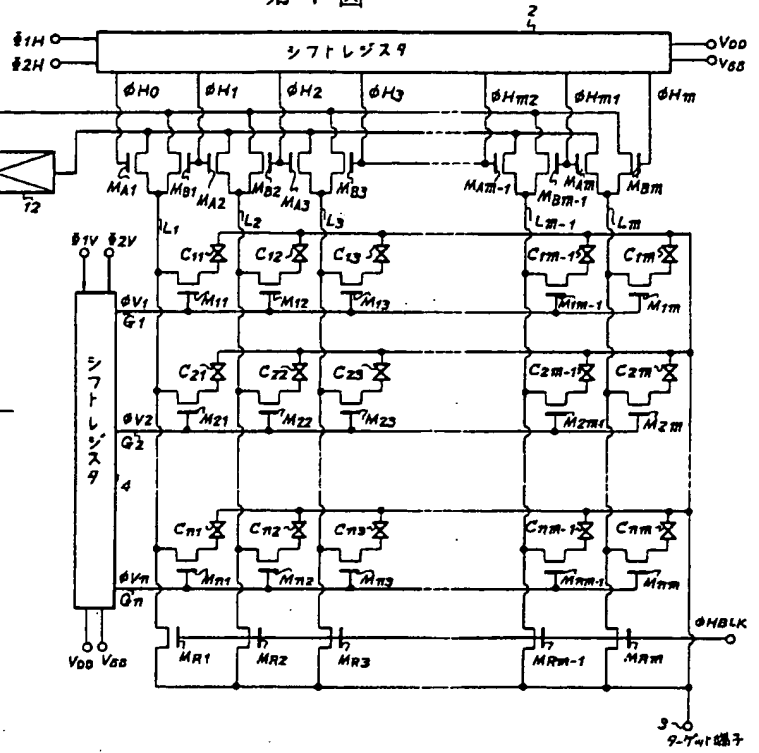 2
Φ1H
Φ2H
シフトレジスタ
VDD
VBB
φH0 φH1 φH2 φH3 φHm2 φHm1 φHm
12
MA1 MB1 MA2 MB2 MA3 MB3 MAm-1 MBm-1 MAm MBm
L1 L2 L3 Lm-1 Lm
Φ1V Φ2V
C11 C12 C13 C1m-1 C1m
φV1 M11 M12 M13 M1m-1 M1m
G1
シフトレジスタ
4
C21 C22 C23 C2m-1 C2m
φV2 M21 M22 M23 M2m-1 M2m
G2
Cn1 Cn2 Cn3 Cnm-1 Cnm
φVn Mn1 Mn2 Mn3 Mnm-1 Mnm
Gn
φHBLK
VDD VBB
MR1 MR2 MR3 MRm-1 MRm
3
ターゲット端子